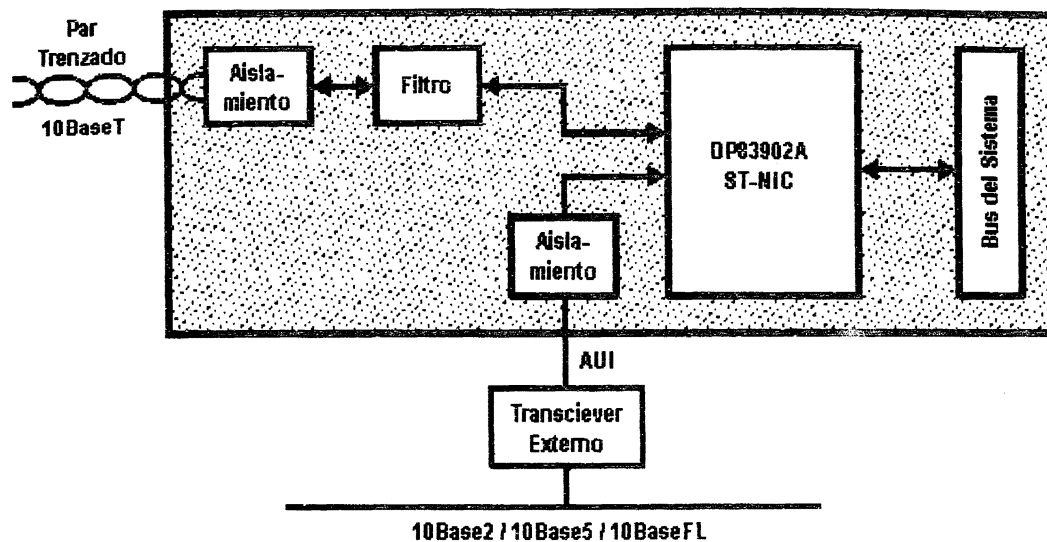 Par
Trenzado
10BaseT
Aisla-
miento
Filtro
DP83902A
ST-NIC
Bus del Sistema
Aisla-
miento
AUI
Transciever
Externo
10Base2 / 10Base5 / 10BaseFL